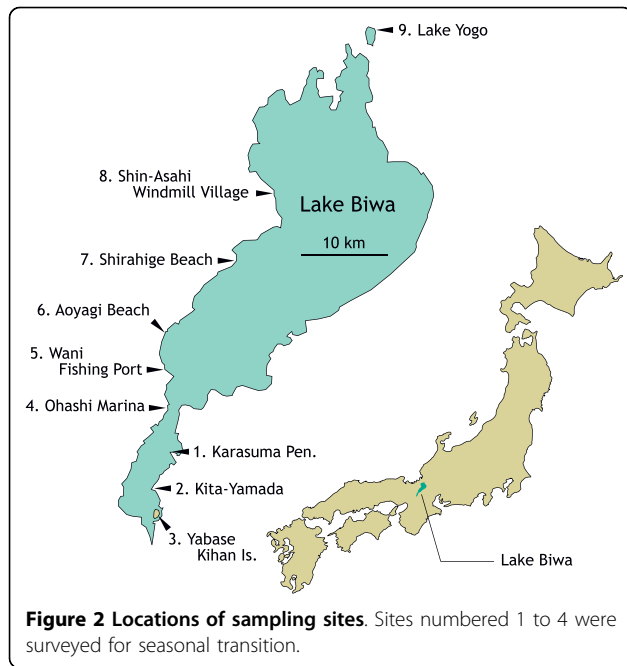 9. Lake Yogo
8. Shin-Asahi
Windmill Village
Lake Biwa
10 km
7. Shirahige Beach
6. Aoyagi Beach
5. Wani
Fishing Port
4. Ohashi Marina
1. Karasuma Pen.
2. Kita-Yamada
3. Yabase
Kihan Is.
Lake Biwa
Figure 2 Locations of sampling sites. Sites numbered 1 to 4 were
surveyed for seasonal transition.